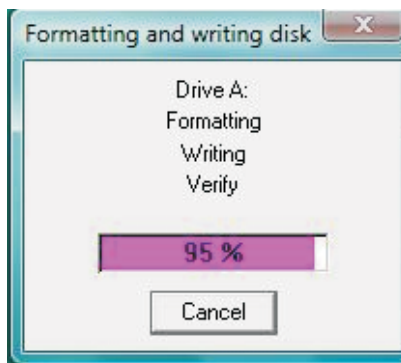 Formatting and writing disk
Drive A:
Formatting
Writing
Verify
95 %
Cancel